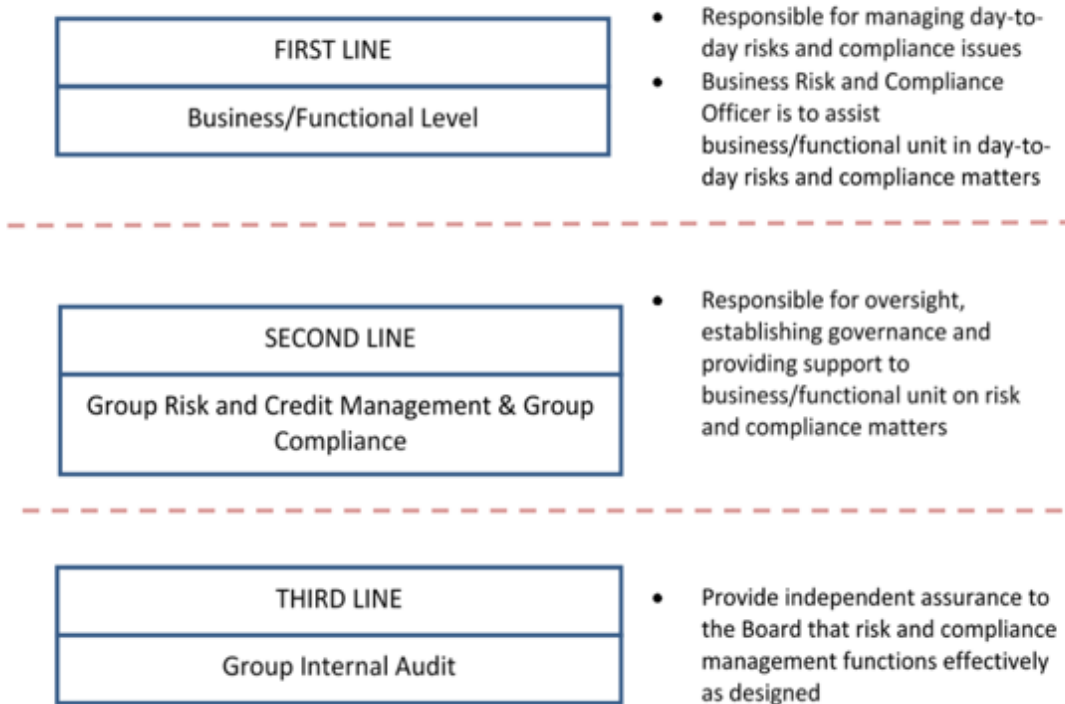 FIRST LINE
Business/Functional Level
• Responsible for managing day-to-
day risks and compliance issues
• Business Risk and Compliance
Officer is to assist
business/functional unit in day-to-
day risks and compliance matters
SECOND LINE
Group Risk and Credit Management & Group
Compliance
• Responsible for oversight,
establishing governance and
providing support to
business/functional unit on risk
and compliance matters
THIRD LINE
Group Internal Audit
• Provide independent assurance to
the Board that risk and compliance
management functions effectively
as designed